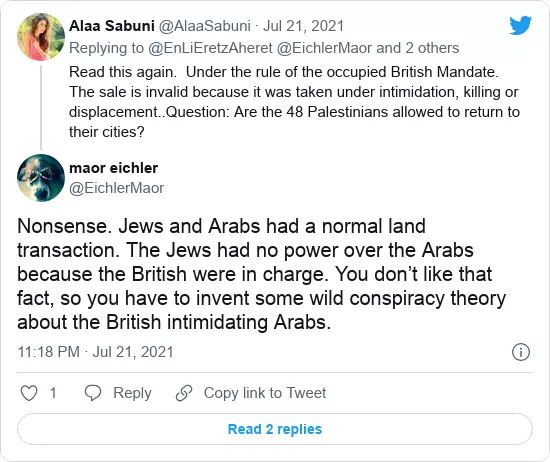 Alaa Sabuni @AlaaSabuni · Jul 21, 2021
Replying to @EnLiEretzAheret @EichlerMaor and 2 others
Read this again.  Under the rule of the occupied British Mandate.
The sale is invalid because it was taken under intimidation, killing or
displacement..Question: Are the 48 Palestinians allowed to return to
their cities?
maor eichler
@EichlerMaor
Nonsense. Jews and Arabs had a normal land
transaction. The Jews had no power over the Arabs
because the British were in charge. You don’t like that
fact, so you have to invent some wild conspiracy theory
about the British intimidating Arabs.
11:18 PM · Jul 21, 2021
1 Reply Copy link to Tweet
Read 2 replies